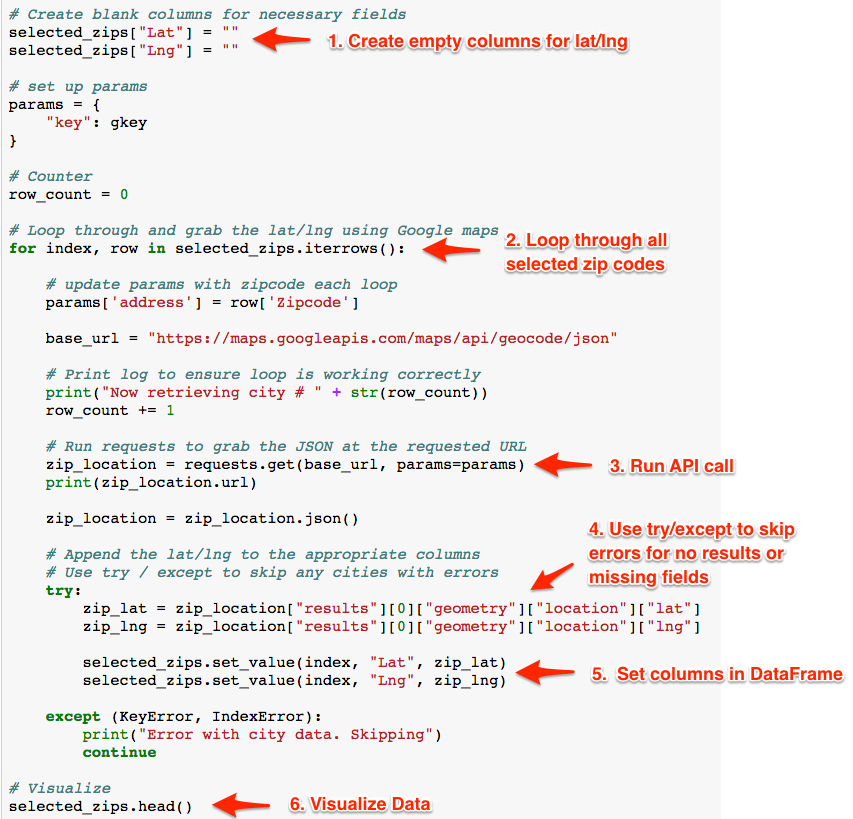 # Create blank columns for necessary fields
selected_zips["Lat"] = ""
selected_zips["Lng"] = ""
1. Create empty columns for lat/lng
# set up params
params = {
    "key": gkey
}
# Counter
row_count = 0
# Loop through and grab the lat/lng using Google maps
for index, row in selected_zips.iterrows():
2. Loop through all
selected zip codes
    # update params with zipcode each loop
    params['address'] = row['Zipcode']
    base_url = "https://maps.googleapis.com/maps/api/geocode/json"
    # Print log to ensure loop is working correctly
    print("Now retrieving city # " + str(row_count))
    row_count += 1
    # Run requests to grab the JSON at the requested URL
    zip_location = requests.get(base_url, params=params)
3. Run API call
    print(zip_location.url)
    zip_location = zip_location.json()
4. Use try/except to skip
errors for no results or
missing fields
    # Append the lat/lng to the appropriate columns
    # Use try / except to skip any cities with errors
    try:
        zip_lat = zip_location["results"][0]["geometry"]["location"]["lat"]
        zip_lng = zip_location["results"][0]["geometry"]["location"]["lng"]
        selected_zips.set_value(index, "Lat", zip_lat)
        selected_zips.set_value(index, "Lng", zip_lng)
5. Set columns in DataFrame
    except (KeyError, IndexError):
        print("Error with city data. Skipping")
        continue
# Visualize
selected_zips.head()
6. Visualize Data